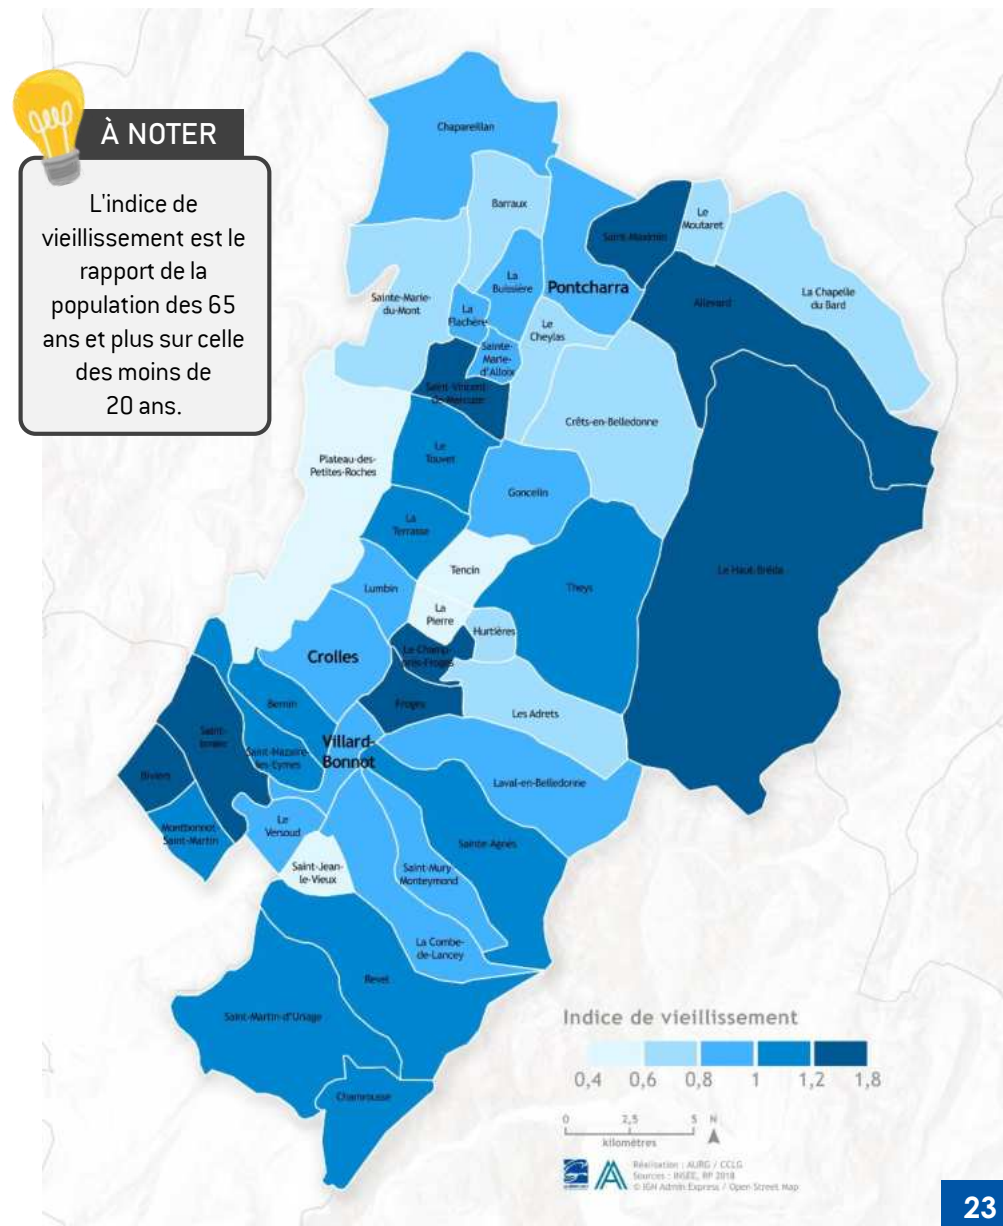 À NOTER
L'indice de
vieillissement est le
rapport de la
population des 65
ans et plus sur celle
des moins de
20 ans.
Chapareillan
Barraux
Saint-Maximin
Le
Moutaret
La
Buissière
Pontcharra
Allevard
La Chapelle
du Bard
Sainte-Marie-
du-Mont
La
Flachère
Le
Cheylas
Sainte-
Marie-
d'Alloix
Saint-Vincent-
de-Mercuze
Crêts-en-Belledonne
Le
Touvet
Plateau-des-
Petites-Roches
Goncelin
La
Terrasse
Tencin
Le Haut-Bréda
Lumbin
Theys
La
Pierre
Hurtières
Crolles
Le Champ-
près-Froges
Bernin
Froges
Les Adrets
Saint-
Ismier
Villard-
Bonnot
Saint-Nazaire-
les-Eymes
Biviers
Laval-en-Belledonne
Le
Versoud
Montbonnot-
Saint-Martin
Sainte-Agnès
Saint-Jean-
le-Vieux
Saint-Mury-
Monteymond
La Combe-
de-Lancey
Revel
Saint-Martin-d'Uriage
Chamrousse
Indice de vieillissement
0,4 0,6 0,8 1 1,2 1,8
0 2,5 5 N
kilomètres
Réalisation : AURG / CCLG
Sources : INSEE, RP 2018
© IGN Admin Express / Open Street Map
23